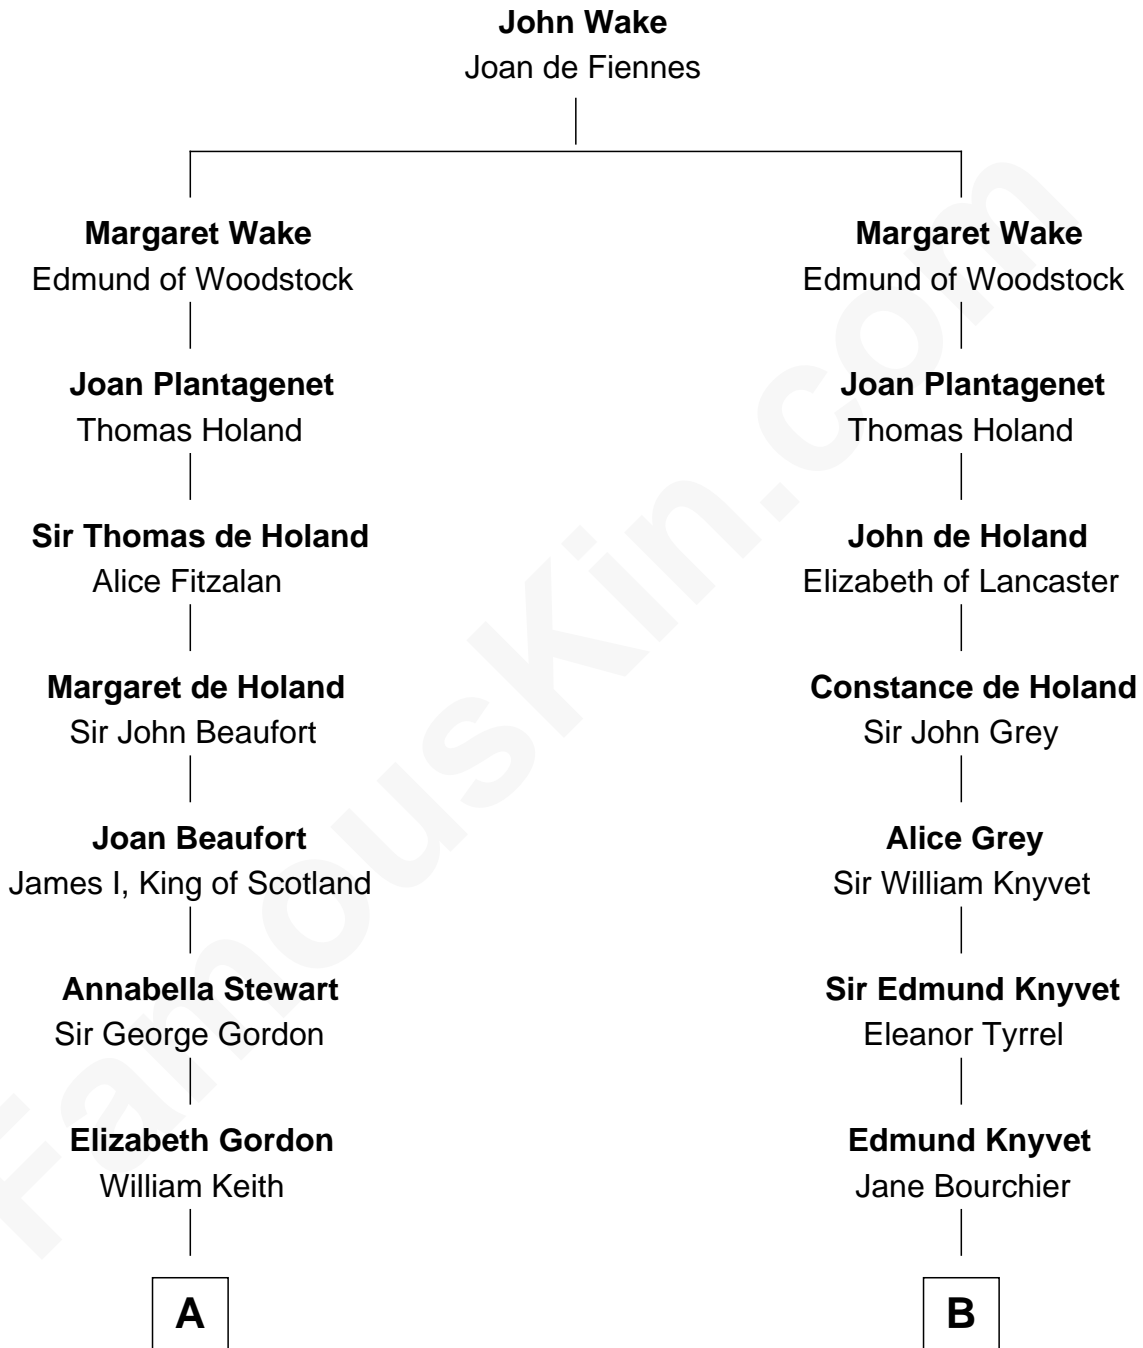 John Wake
Joan de Fiennes
Margaret Wake
Edmund of Woodstock
Margaret Wake
Edmund of Woodstock
Joan Plantagenet
Thomas Holand
Joan Plantagenet
Thomas Holand
Sir Thomas de Holand
Alice Fitzalan
John de Holand
Elizabeth of Lancaster
Margaret de Holand
Sir John Beaufort
Constance de Holand
Sir John Grey
Joan Beaufort
James I, King of Scotland
Alice Grey
Sir William Knyvet
Annabella Stewart
Sir George Gordon
Sir Edmund Knyvet
Eleanor Tyrrel
Elizabeth Gordon
William Keith
Edmund Knyvet
Jane Bourchier
A
B
FamousKin.com